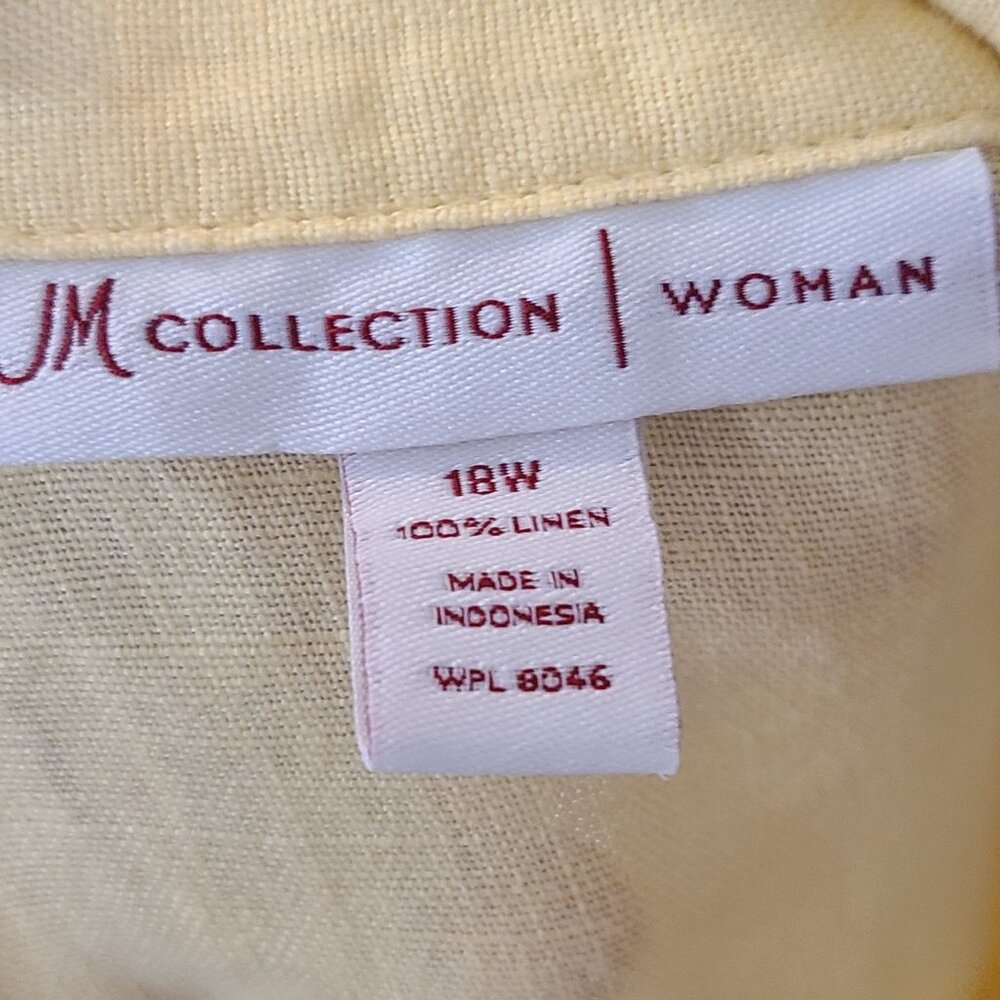 JM COLLECTION | WOMAN
18W
100% LINEN
MADE IN
INDONESIA
WPL 8046